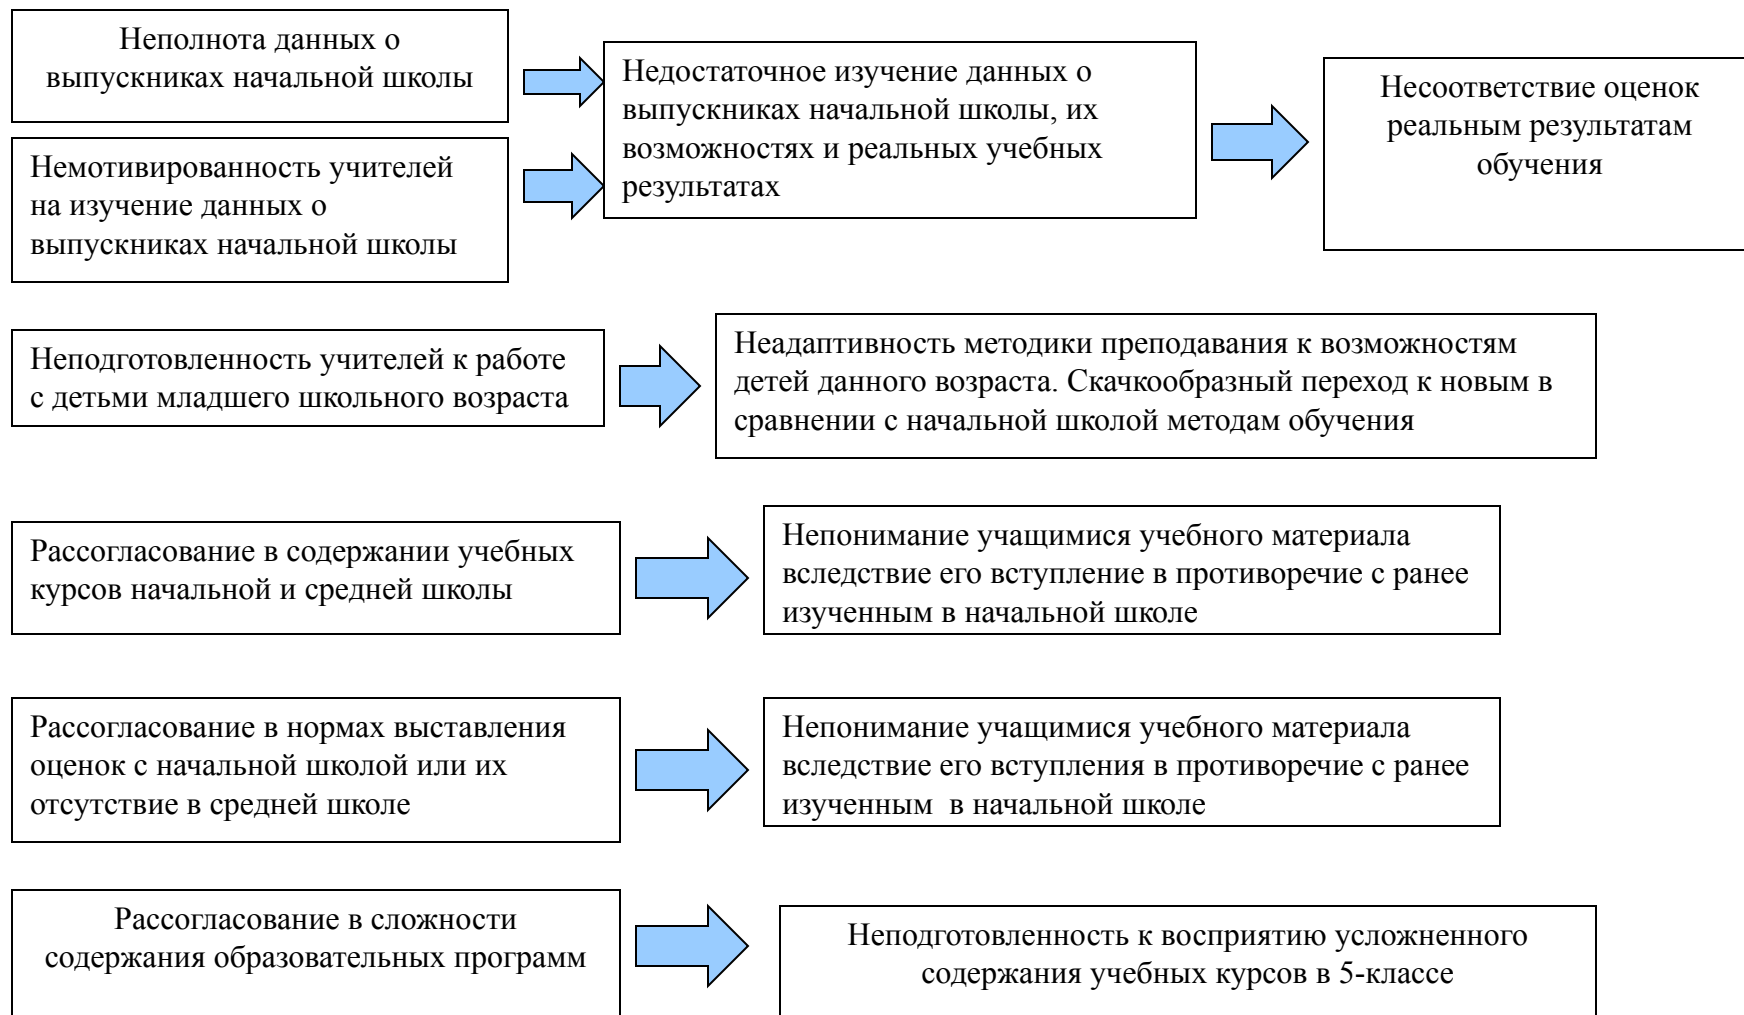 Неполнота данных о
выпускниках начальной школы
Немотивированность учителей
на изучение данных о
выпускниках начальной школы
Недостаточное изучение данных о
выпускниках начальной школы, их
возможностях и реальных учебных
результатах
Несоответствие оценок
реальным результатам
обучения
Неподготовленность учителей к работе
с детьми младшего школьного возраста
Неадаптивность методики преподавания к возможностям
детей данного возраста. Скачкообразный переход к новым в
сравнении с начальной школой методам обучения
Рассогласование в содержании учебных
курсов начальной и средней школы
Непонимание учащимися учебного материала
вследствие его вступление в противоречие с ранее
изученным в начальной школе
Рассогласование в нормах выставления
оценок с начальной школой или их
отсутствие в средней школе
Непонимание учащимися учебного материала
вследствие его вступления в противоречие с ранее
изученным  в начальной школе
Рассогласование в сложности
содержания образовательных программ
Неподготовленность к восприятию усложненного
содержания учебных курсов в 5-классе